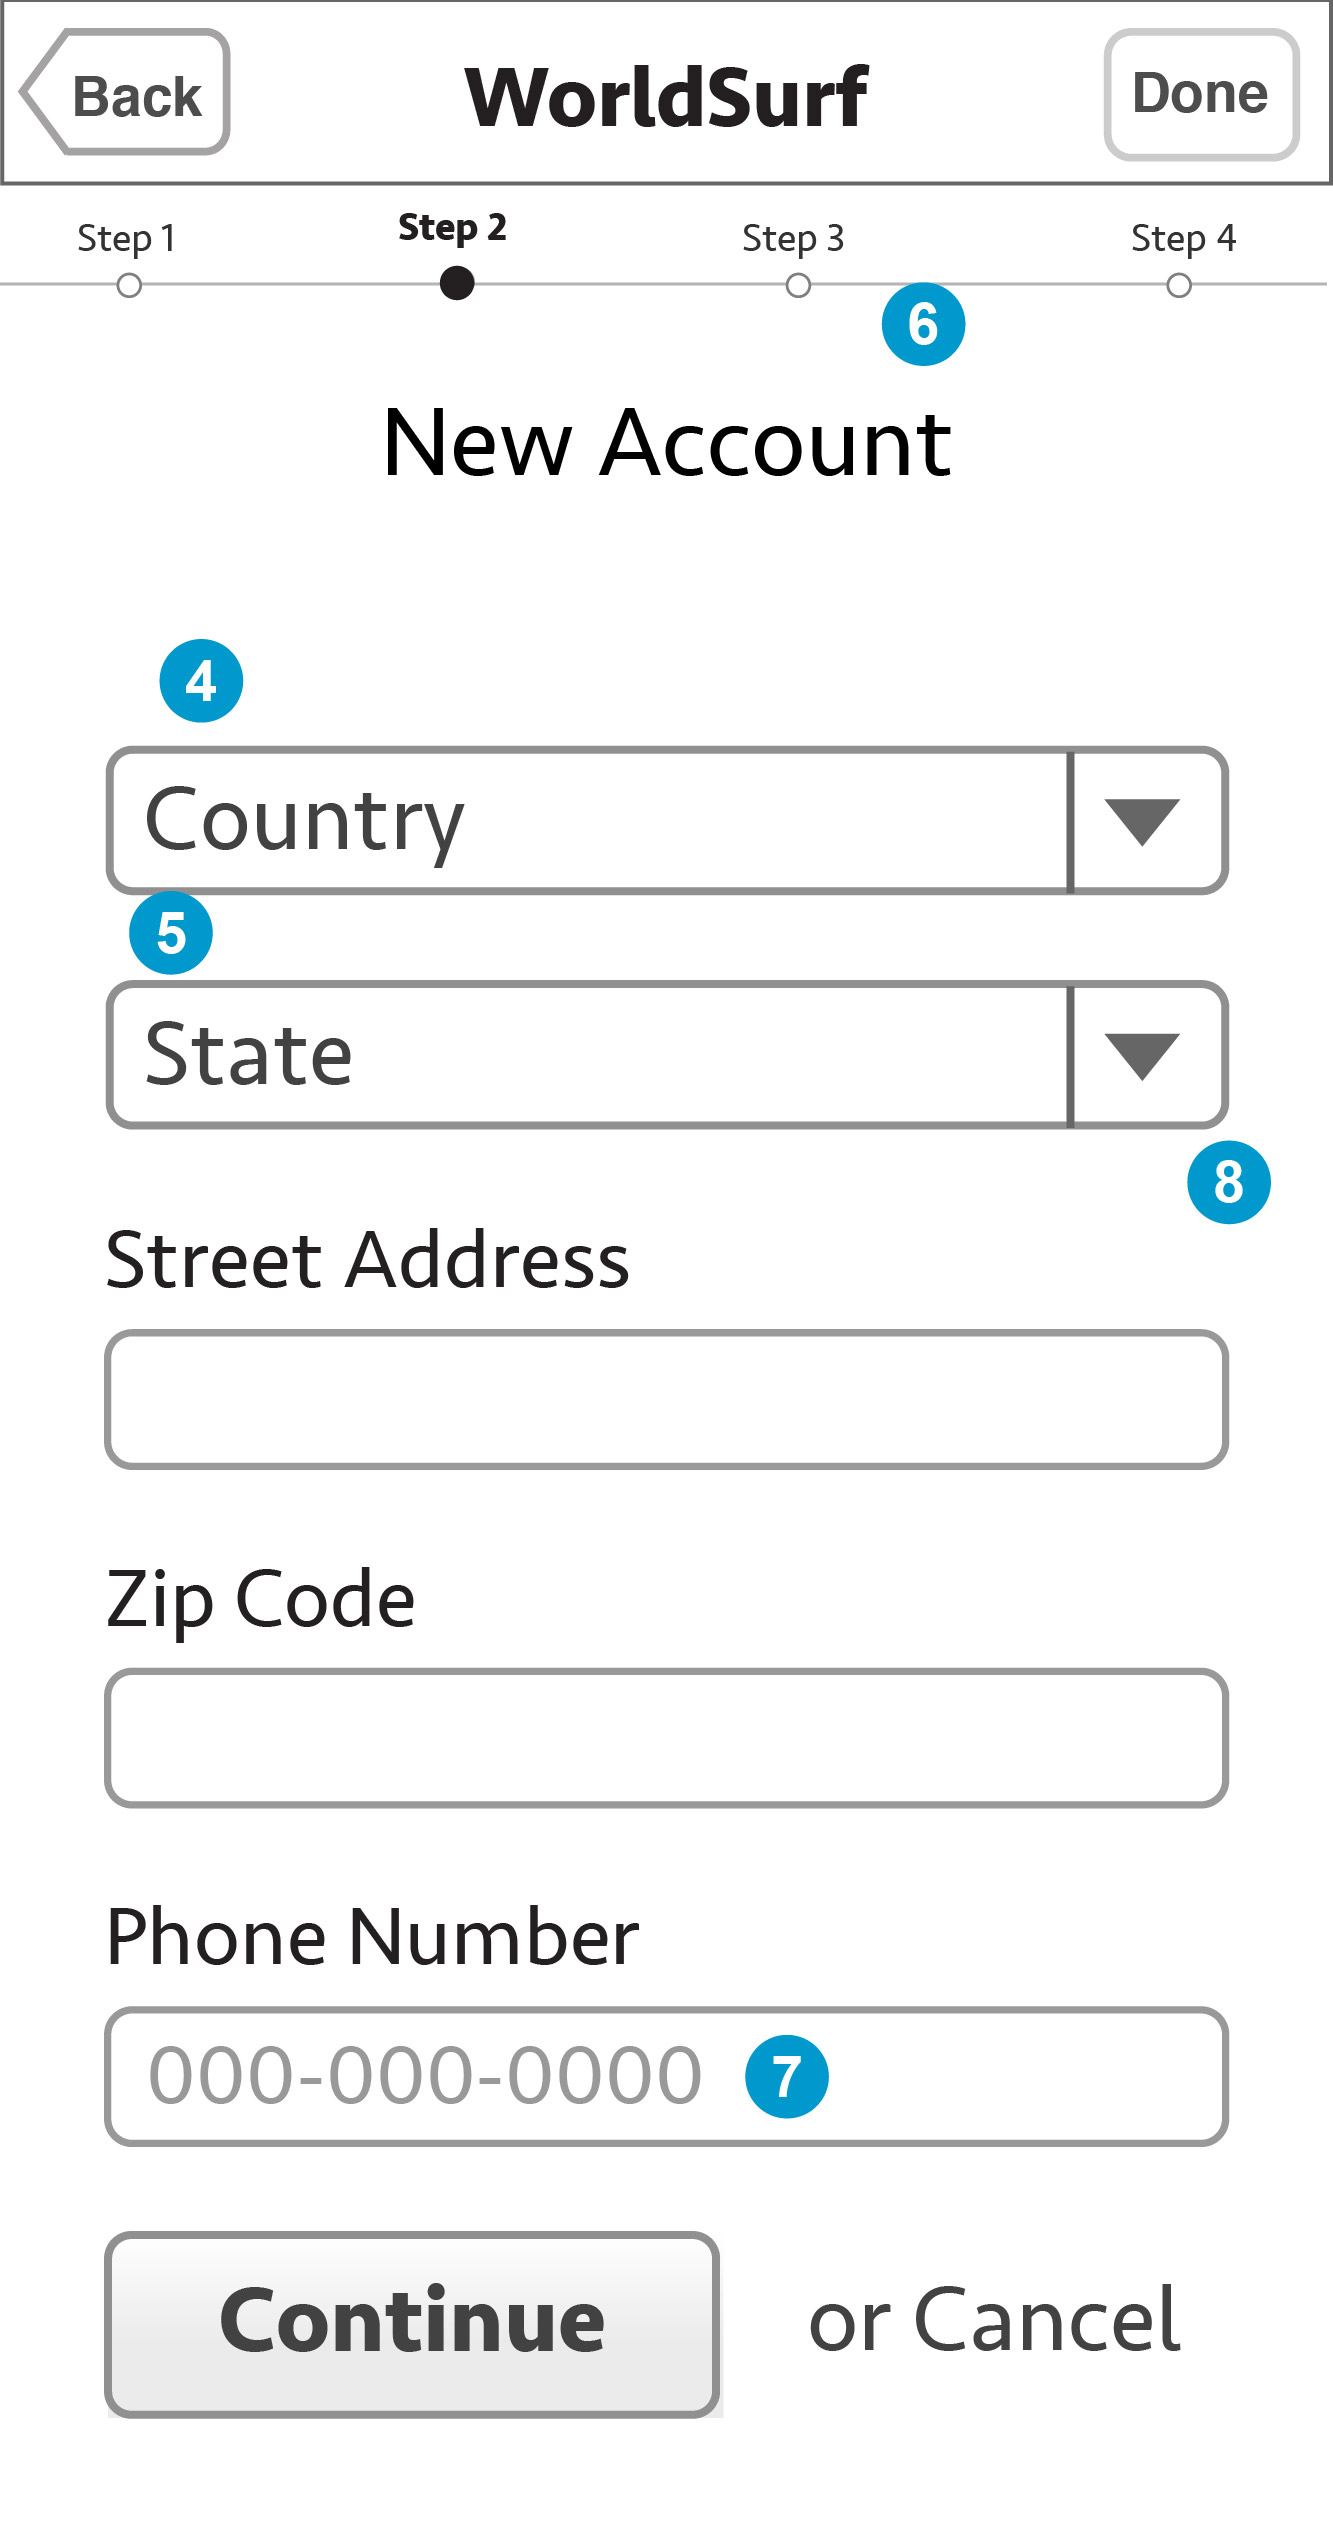 Back WorldSurf Done
Step 1 Step 2 Step 3 Step 4
6
New Account
4
Country
5
State
8
Street Address
Zip Code
Phone Number
000-000-0000 7
Continue or Cancel